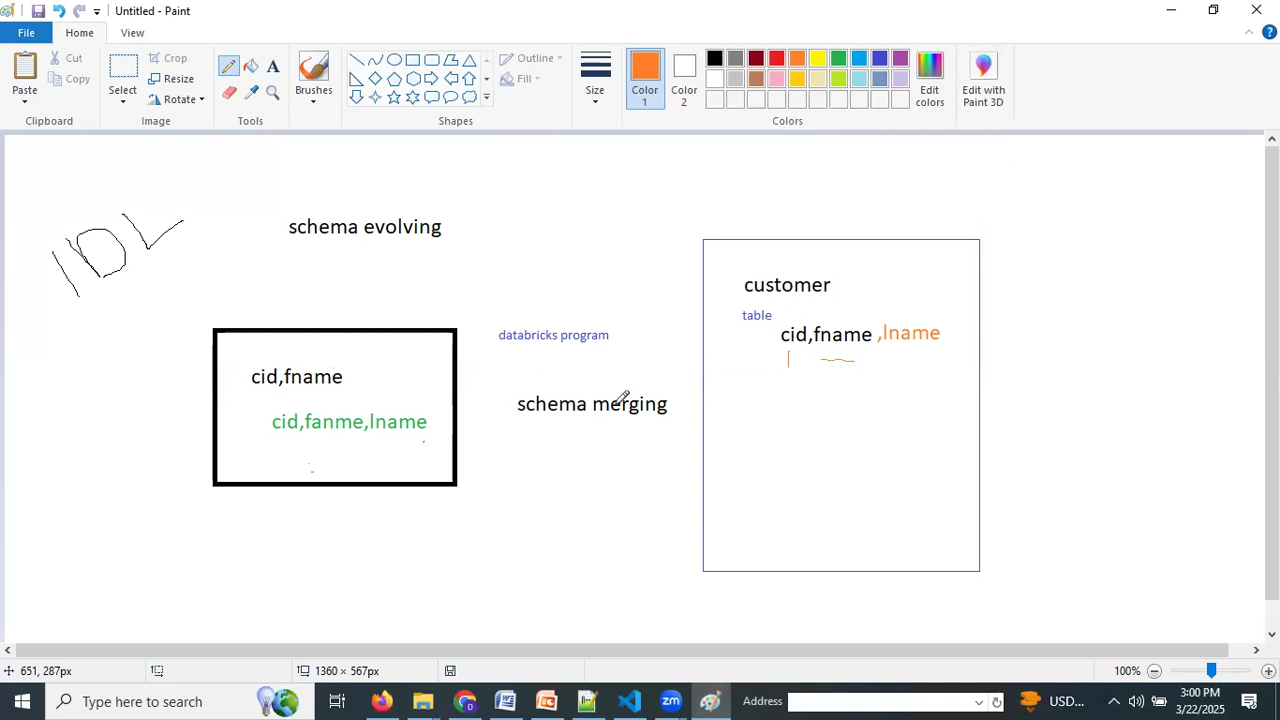 Untitled - Paint
File Home View
Paste
Cut
Copy
Clipboard
Select
Crop
Resize
Rotate
Image
Tools
Brushes
Shapes
Outline
Fill
Size
Color 1
Color 2
Colors
Edit colors
Edit with Paint 3D
schema evolving
IDL
customer
table
cid,fname ,lname
databricks program
cid,fname
schema merging
cid,fanme,lname
651, 287px
1360 × 567px
100%
Type here to search
Address
USD...
3:00 PM
3/22/2025